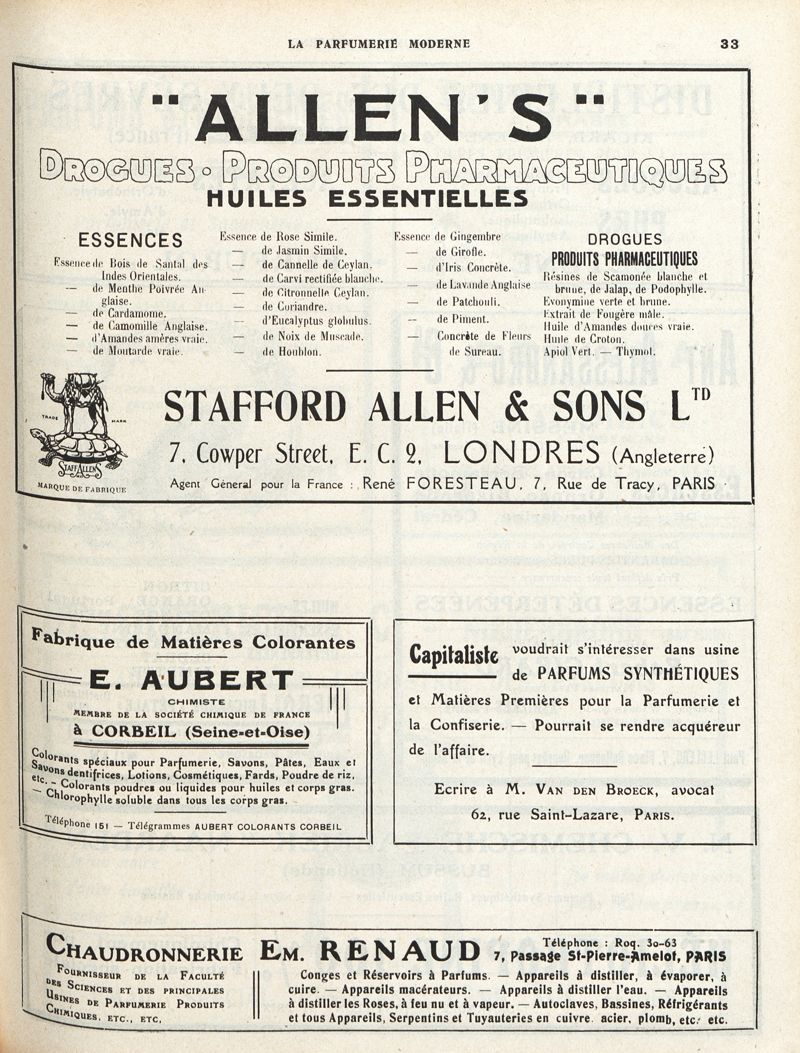 LA PARFUMERIE MODERNE
33
"ALLEN'S"
DROGUES • PRODUITS PHARMACEUTIQUES
HUILES ESSENTIELLES
ESSENCES
Essence de Bois de Santal des
Indes Orientales.
— de Menthe Poivrée An-
glaise.
— de Cardamome.
— de Camomille Anglaise.
— d'Amandes amères vraie.
— de Moutarde vraie.
Essence de Rose Simile.
— de Jasmin Simile.
— de Cannelle de Ceylan.
— de Carvi rectifiée blanche.
— de Citronnelle Ceylan.
— de Coriandre.
— d'Eucalyptus globulus.
— de Noix de Muscade.
— de Houblon.
Essence de Gingembre
— de Girofle.
— d'Iris Concrète.
— de Lavande Anglaise
— de Patchouli.
— de Piment.
— Concrète de Fleurs
de Sureau.
DROGUES
PRODUITS PHARMACEUTIQUES
Résines de Scamonée blanche et
brune, de Jalap, de Podophylle.
Evonymine verte et brune.
Extrait de Fougère mâle.
Huile d'Amandes douces vraie.
Huile de Croton.
Apiol Vert. — Thymol.
TRADE MARK
STAFFALLENS
MARQUE DE FABRIQUE
STAFFORD ALLEN & SONS LTD
7, Cowper Street, E. C. 2, LONDRES (Angleterre)
Agent Général pour la France : René FORESTEAU, 7, Rue de Tracy, PARIS
Fabrique de Matières Colorantes
E. AUBERT
CHIMISTE
MEMBRE DE LA SOCIÉTÉ CHIMIQUE DE FRANCE
à CORBEIL (Seine-et-Oise)
Colorants spéciaux pour Parfumerie, Savons, Pâtes, Eaux et
Savons dentifrices, Lotions, Cosmétiques, Fards, Poudre de riz,
etc. - Colorants poudres ou liquides pour huiles et corps gras.
— Chlorophylle soluble dans tous les corps gras.
Téléphone 151 — Télégrammes AUBERT COLORANTS CORBEIL
Capitaliste voudrait s'intéresser dans usine
de PARFUMS SYNTHÉTIQUES
et Matières Premières pour la Parfumerie et
la Confiserie. — Pourrait se rendre acquéreur
de l'affaire.
Ecrire à M. VAN DEN BROECK, avocat
62, rue Saint-Lazare, PARIS.
CHAUDRONNERIE EM. RENAUD
Téléphone : Roq. 30-63
7, Passage St-Pierre-Amelot, PARIS
FOURNISSEUR DE LA FACULTÉ
DES SCIENCES ET DES PRINCIPALES
USINES DE PARFUMERIE PRODUITS
CHIMIQUES, ETC., ETC,
Conges et Réservoirs à Parfums. — Appareils à distiller, à évaporer, à
cuire. — Appareils macérateurs. — Appareils à distiller l'eau. — Appareils
à distiller les Roses, à feu nu et à vapeur. — Autoclaves, Bassines, Réfrigérants
et tous Appareils, Serpentins et Tuyauteries en cuivre, acier, plomb, etc. etc.